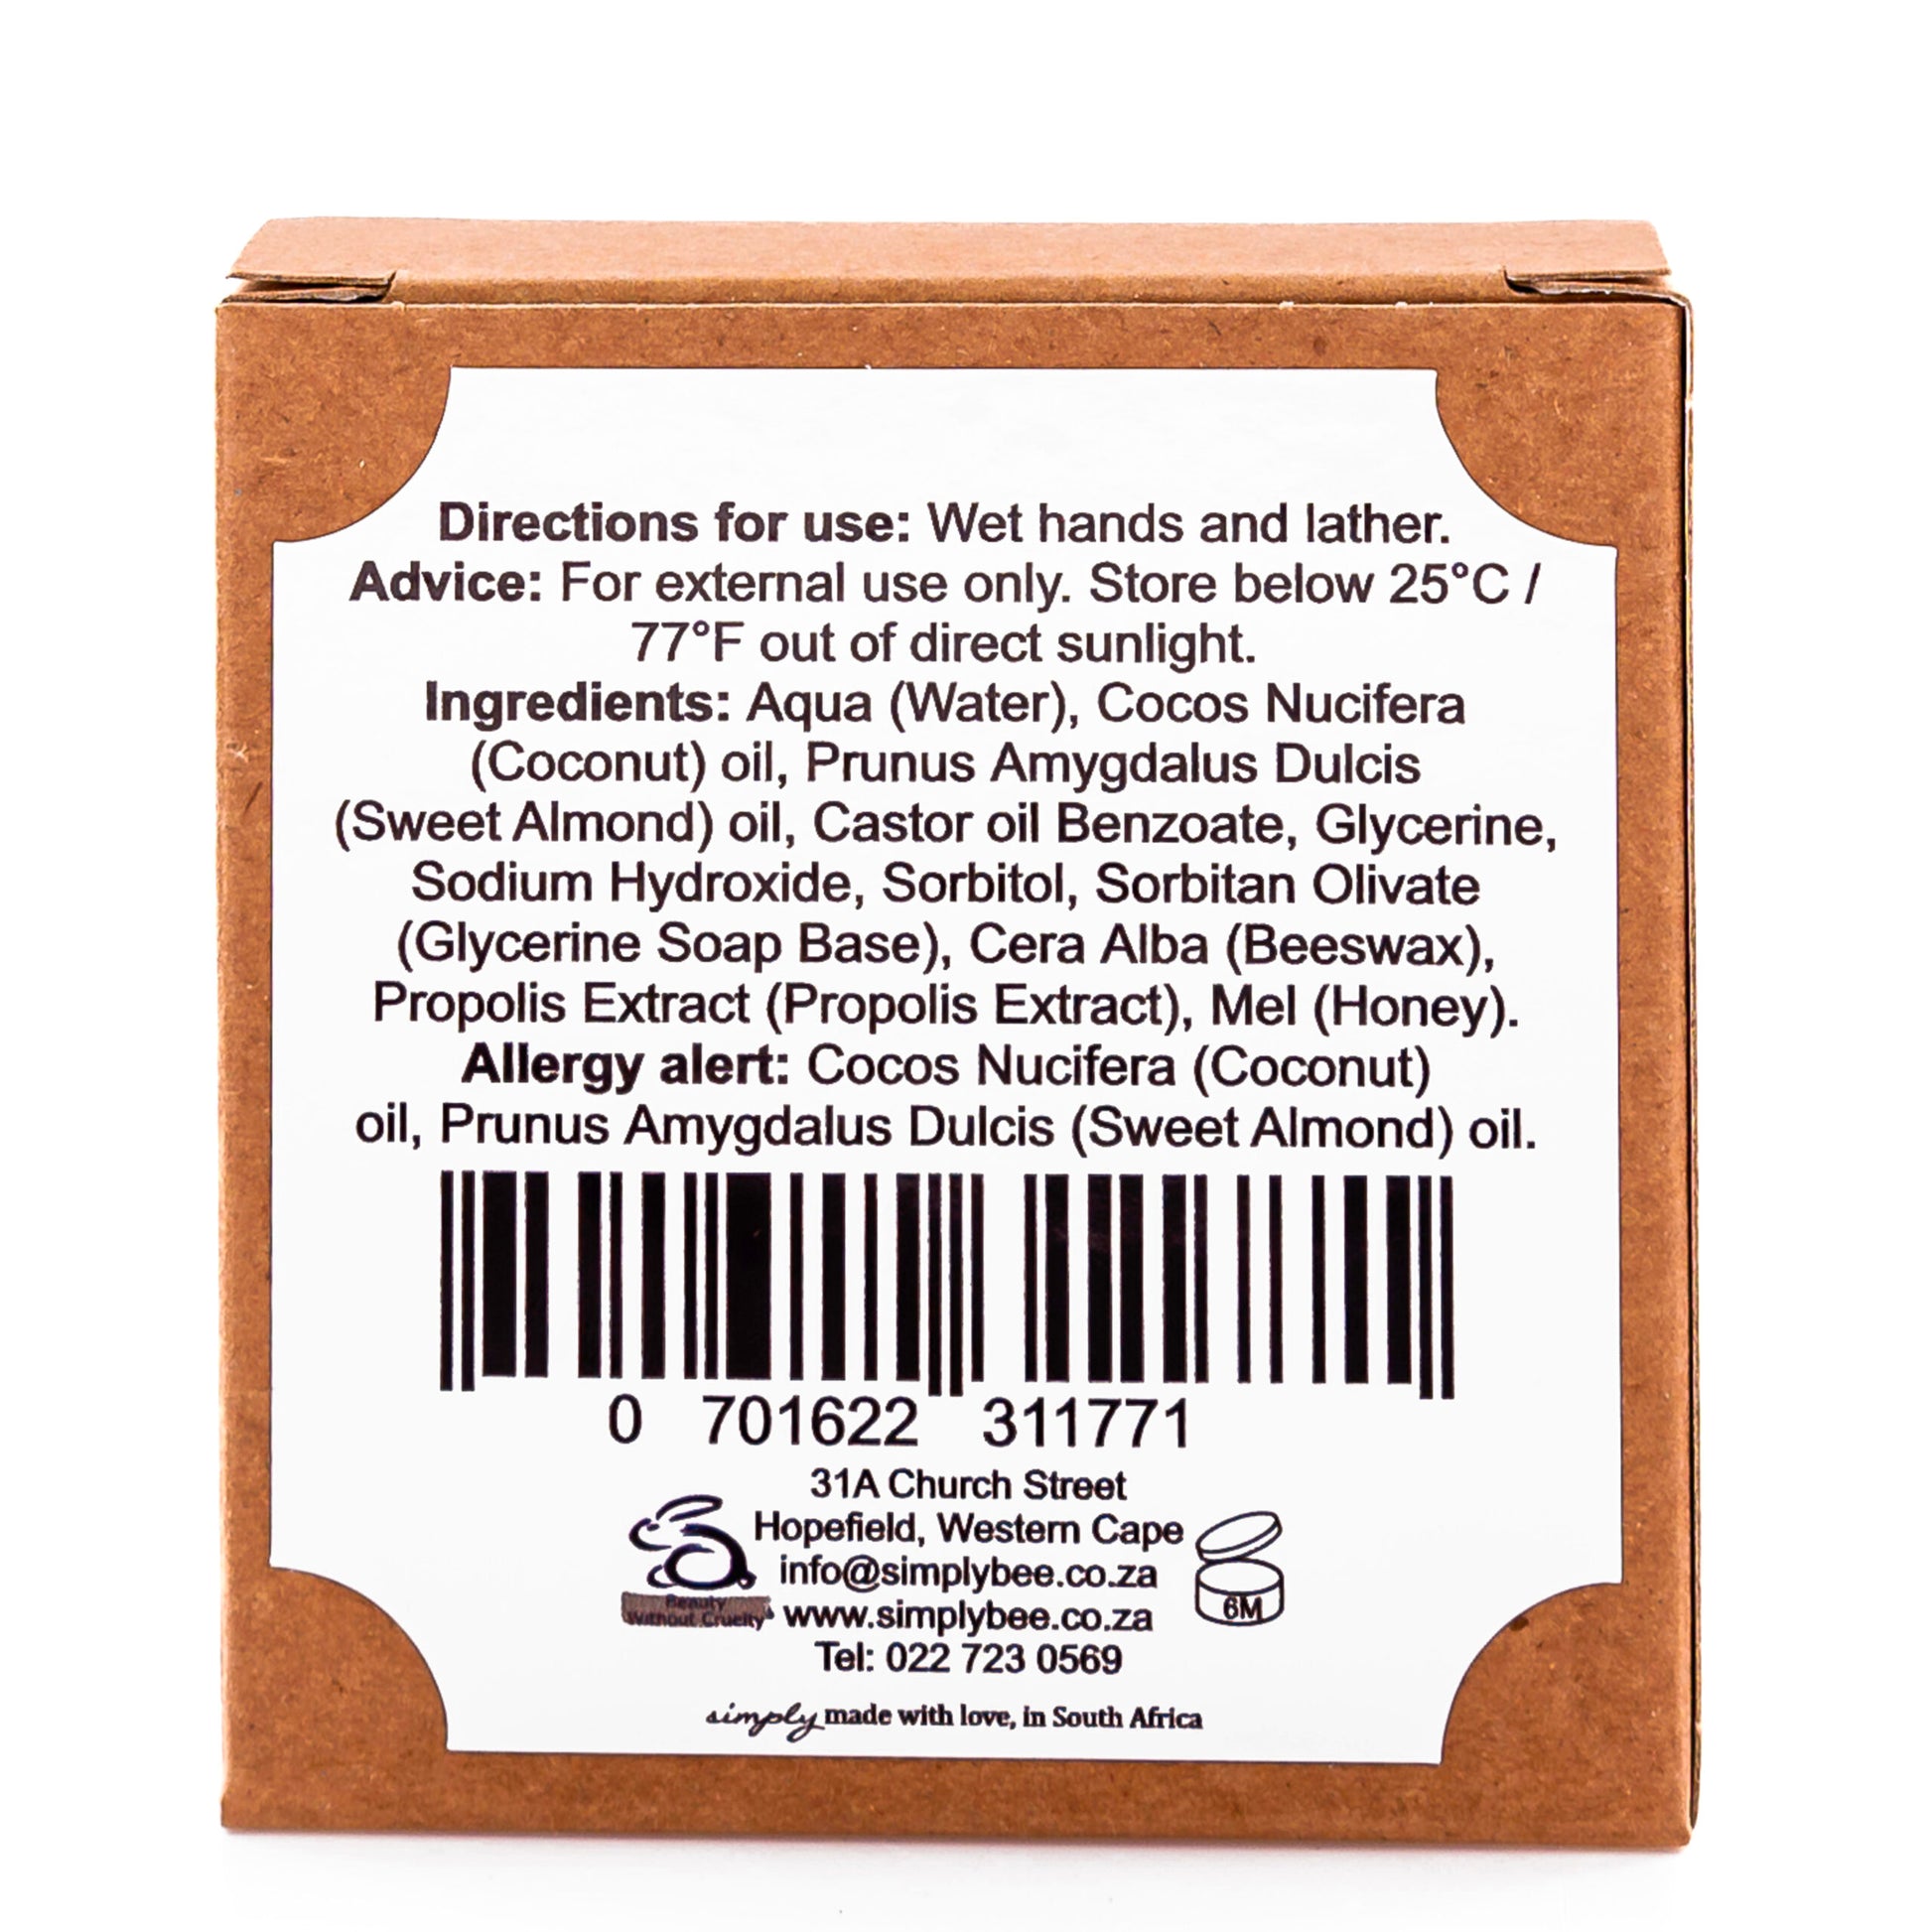 Directions for use: Wet hands and lather.
Advice: For external use only. Store below 25°C /
77°F out of direct sunlight.
Ingredients: Aqua (Water), Cocos Nucifera
(Coconut) oil, Prunus Amygdalus Dulcis
(Sweet Almond) oil, Castor oil Benzoate, Glycerine,
Sodium Hydroxide, Sorbitol, Sorbitan Olivate
(Glycerine Soap Base), Cera Alba (Beeswax),
Propolis Extract (Propolis Extract), Mel (Honey).
Allergy alert: Cocos Nucifera (Coconut)
oil, Prunus Amygdalus Dulcis (Sweet Almond) oil.
0 701622 311771
31A Church Street
Hopefield, Western Cape
info@simplybee.co.za
www.simplybee.co.za
Tel: 022 723 0569
Beauty
Without Cruelty
6M
simply made with love, in South Africa